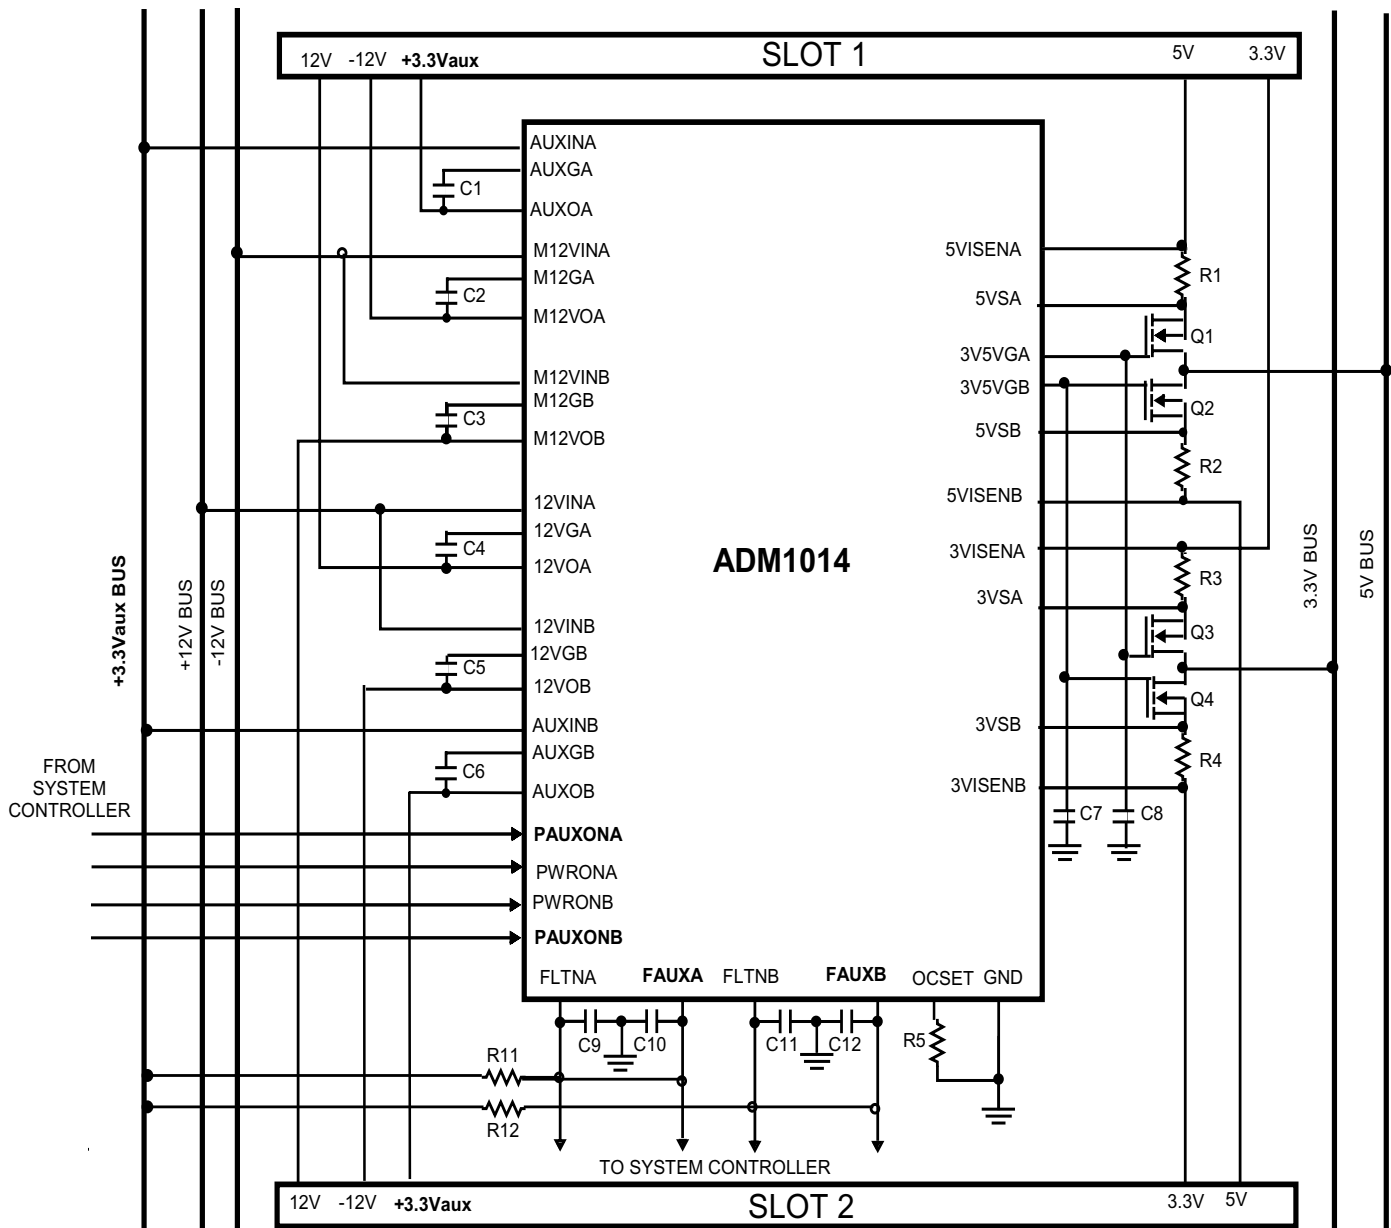 SLOT 1
12V -12V +3.3Vaux 5V 3.3V
AUXINA
AUXGA
C1
AUXOA
M12VINA
M12GA
C2
M12VOA
M12VINB
M12GB
C3
M12VOB
12VINA
12VGA
C4
12VOA
12VINB
12VGB
C5
12VOB
AUXINB
AUXGB
C6
AUXOB
PAUXONA
PWRONA
PWRONB
PAUXONB
ADM1014
5VISENA
R1
5VSA
Q1
3V5VGA
3V5VGB
Q2
5VSB
R2
5VISENB
3VISENA
R3
3VSA
Q3
Q4
3VSB
R4
3VISENB
C7 C8
+3.3Vaux BUS
+12V BUS
-12V BUS
3.3V BUS
5V BUS
FROM
SYSTEM
CONTROLLER
FLTNA FAUXA FLTNB FAUXB OCSET GND
C9 C10 C11 C12 R5
R11
R12
TO SYSTEM CONTROLLER
12V -12V +3.3Vaux SLOT 2 3.3V 5V